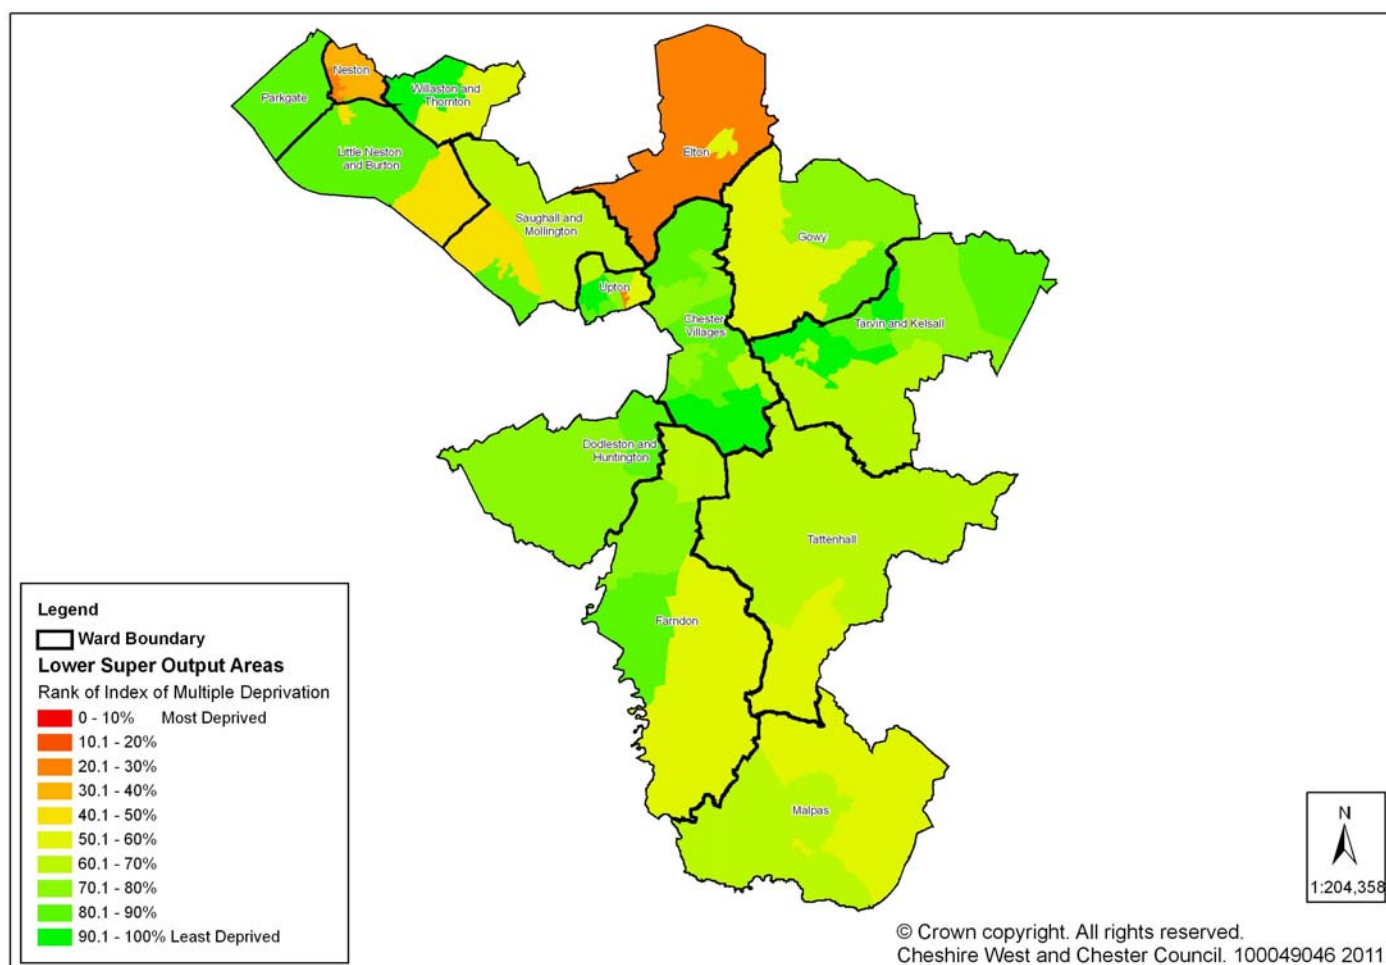 Neston
Parkgate
Willaston and
Thornton
Little Neston
and Burton
Elton
Saughall and
Mollington
Gowy
Upton
Chester
Villages
Tarvin and Kelsall
Dodleston and
Huntington
Tattenhall
Farndon
Malpas
Legend
Ward Boundary
Lower Super Output Areas
Rank of Index of Multiple Deprivation
0 - 10% Most Deprived
10.1 - 20%
20.1 - 30%
30.1 - 40%
40.1 - 50%
50.1 - 60%
60.1 - 70%
70.1 - 80%
80.1 - 90%
90.1 - 100% Least Deprived
N
1:204,358
© Crown copyright. All rights reserved.
Cheshire West and Chester Council. 100049046 2011